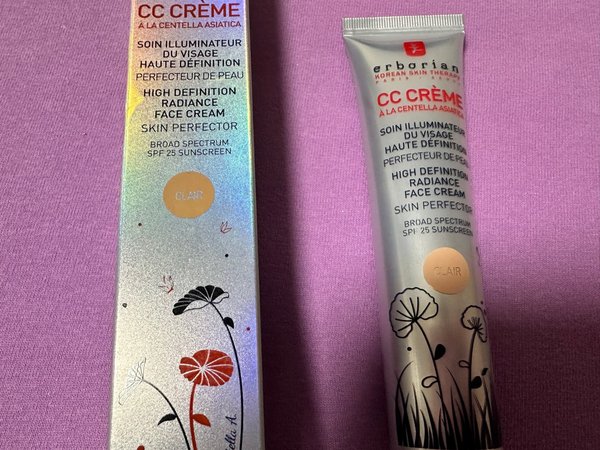 CC CRÈME
À LA CENTELLA ASIATICA
SOIN ILLUMINATEUR
DU VISAGE
HAUTE DÉFINITION
PERFECTEUR DE PEAU
HIGH DEFINITION
RADIANCE
FACE CREAM
SKIN PERFECTOR
BROAD SPECTRUM
SPF 25 SUNSCREEN
CLAIR
ella A.
erborian
KOREAN SKIN THERAPY
PARIS - SEOUL
CC CRÈME
À LA CENTELLA ASIATICA
SOIN ILLUMINATEUR
DU VISAGE
HAUTE DÉFINITION
PERFECTEUR DE PEAU
HIGH DEFINITION
RADIANCE
FACE CREAM
SKIN PERFECTOR
BROAD SPECTRUM
SPF 25 SUNSCREEN
CLAIR